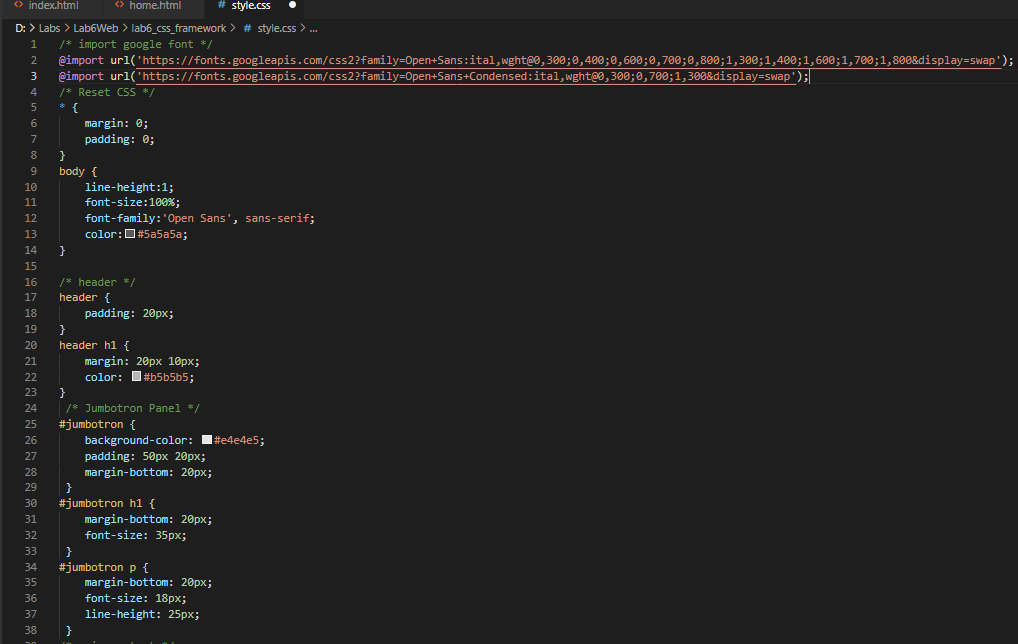 <> index.html <> home.html # style.css ●
D: > Labs > Lab6Web > lab6_css_framework > # style.css > ...
1 /* import google font */
2 @import url('https://fonts.googleapis.com/css2?family=Open+Sans:ital,wght@0,300;0,400;0,600;0,700;0,800;1,300;1,400;1,600;1,700;1,800&display=swap');
3 @import url('https://fonts.googleapis.com/css2?family=Open+Sans+Condensed:ital,wght@0,300;0,700;1,300&display=swap');
4 /* Reset CSS */
5 * {
6     margin: 0;
7     padding: 0;
8 }
9 body {
10     line-height:1;
11     font-size:100%;
12     font-family:'Open Sans', sans-serif;
13     color:#5a5a5a;
14 }
15
16 /* header */
17 header {
18     padding: 20px;
19 }
20 header h1 {
21     margin: 20px 10px;
22     color: #b5b5b5;
23 }
24  /* Jumbotron Panel */
25 #jumbotron {
26     background-color: #e4e4e5;
27     padding: 50px 20px;
28     margin-bottom: 20px;
29  }
30 #jumbotron h1 {
31     margin-bottom: 20px;
32     font-size: 35px;
33  }
34 #jumbotron p {
35     margin-bottom: 20px;
36     font-size: 18px;
37     line-height: 25px;
38  }